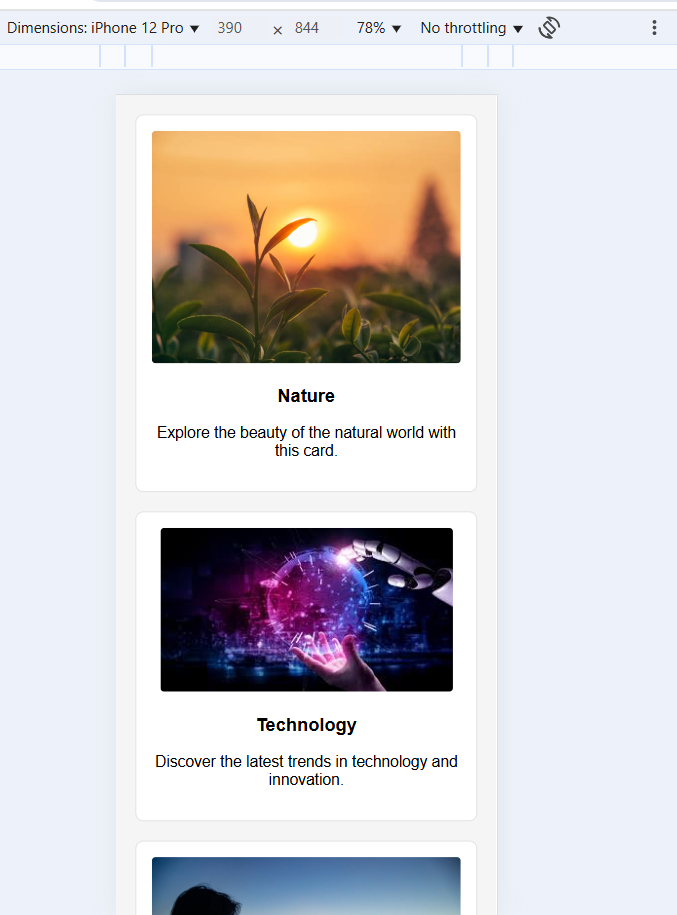 Dimensions: iPhone 12 Pro ▼ 390 × 844 78% ▼ No throttling ▼
Nature
Explore the beauty of the natural world with
this card.
Technology
Discover the latest trends in technology and
innovation.